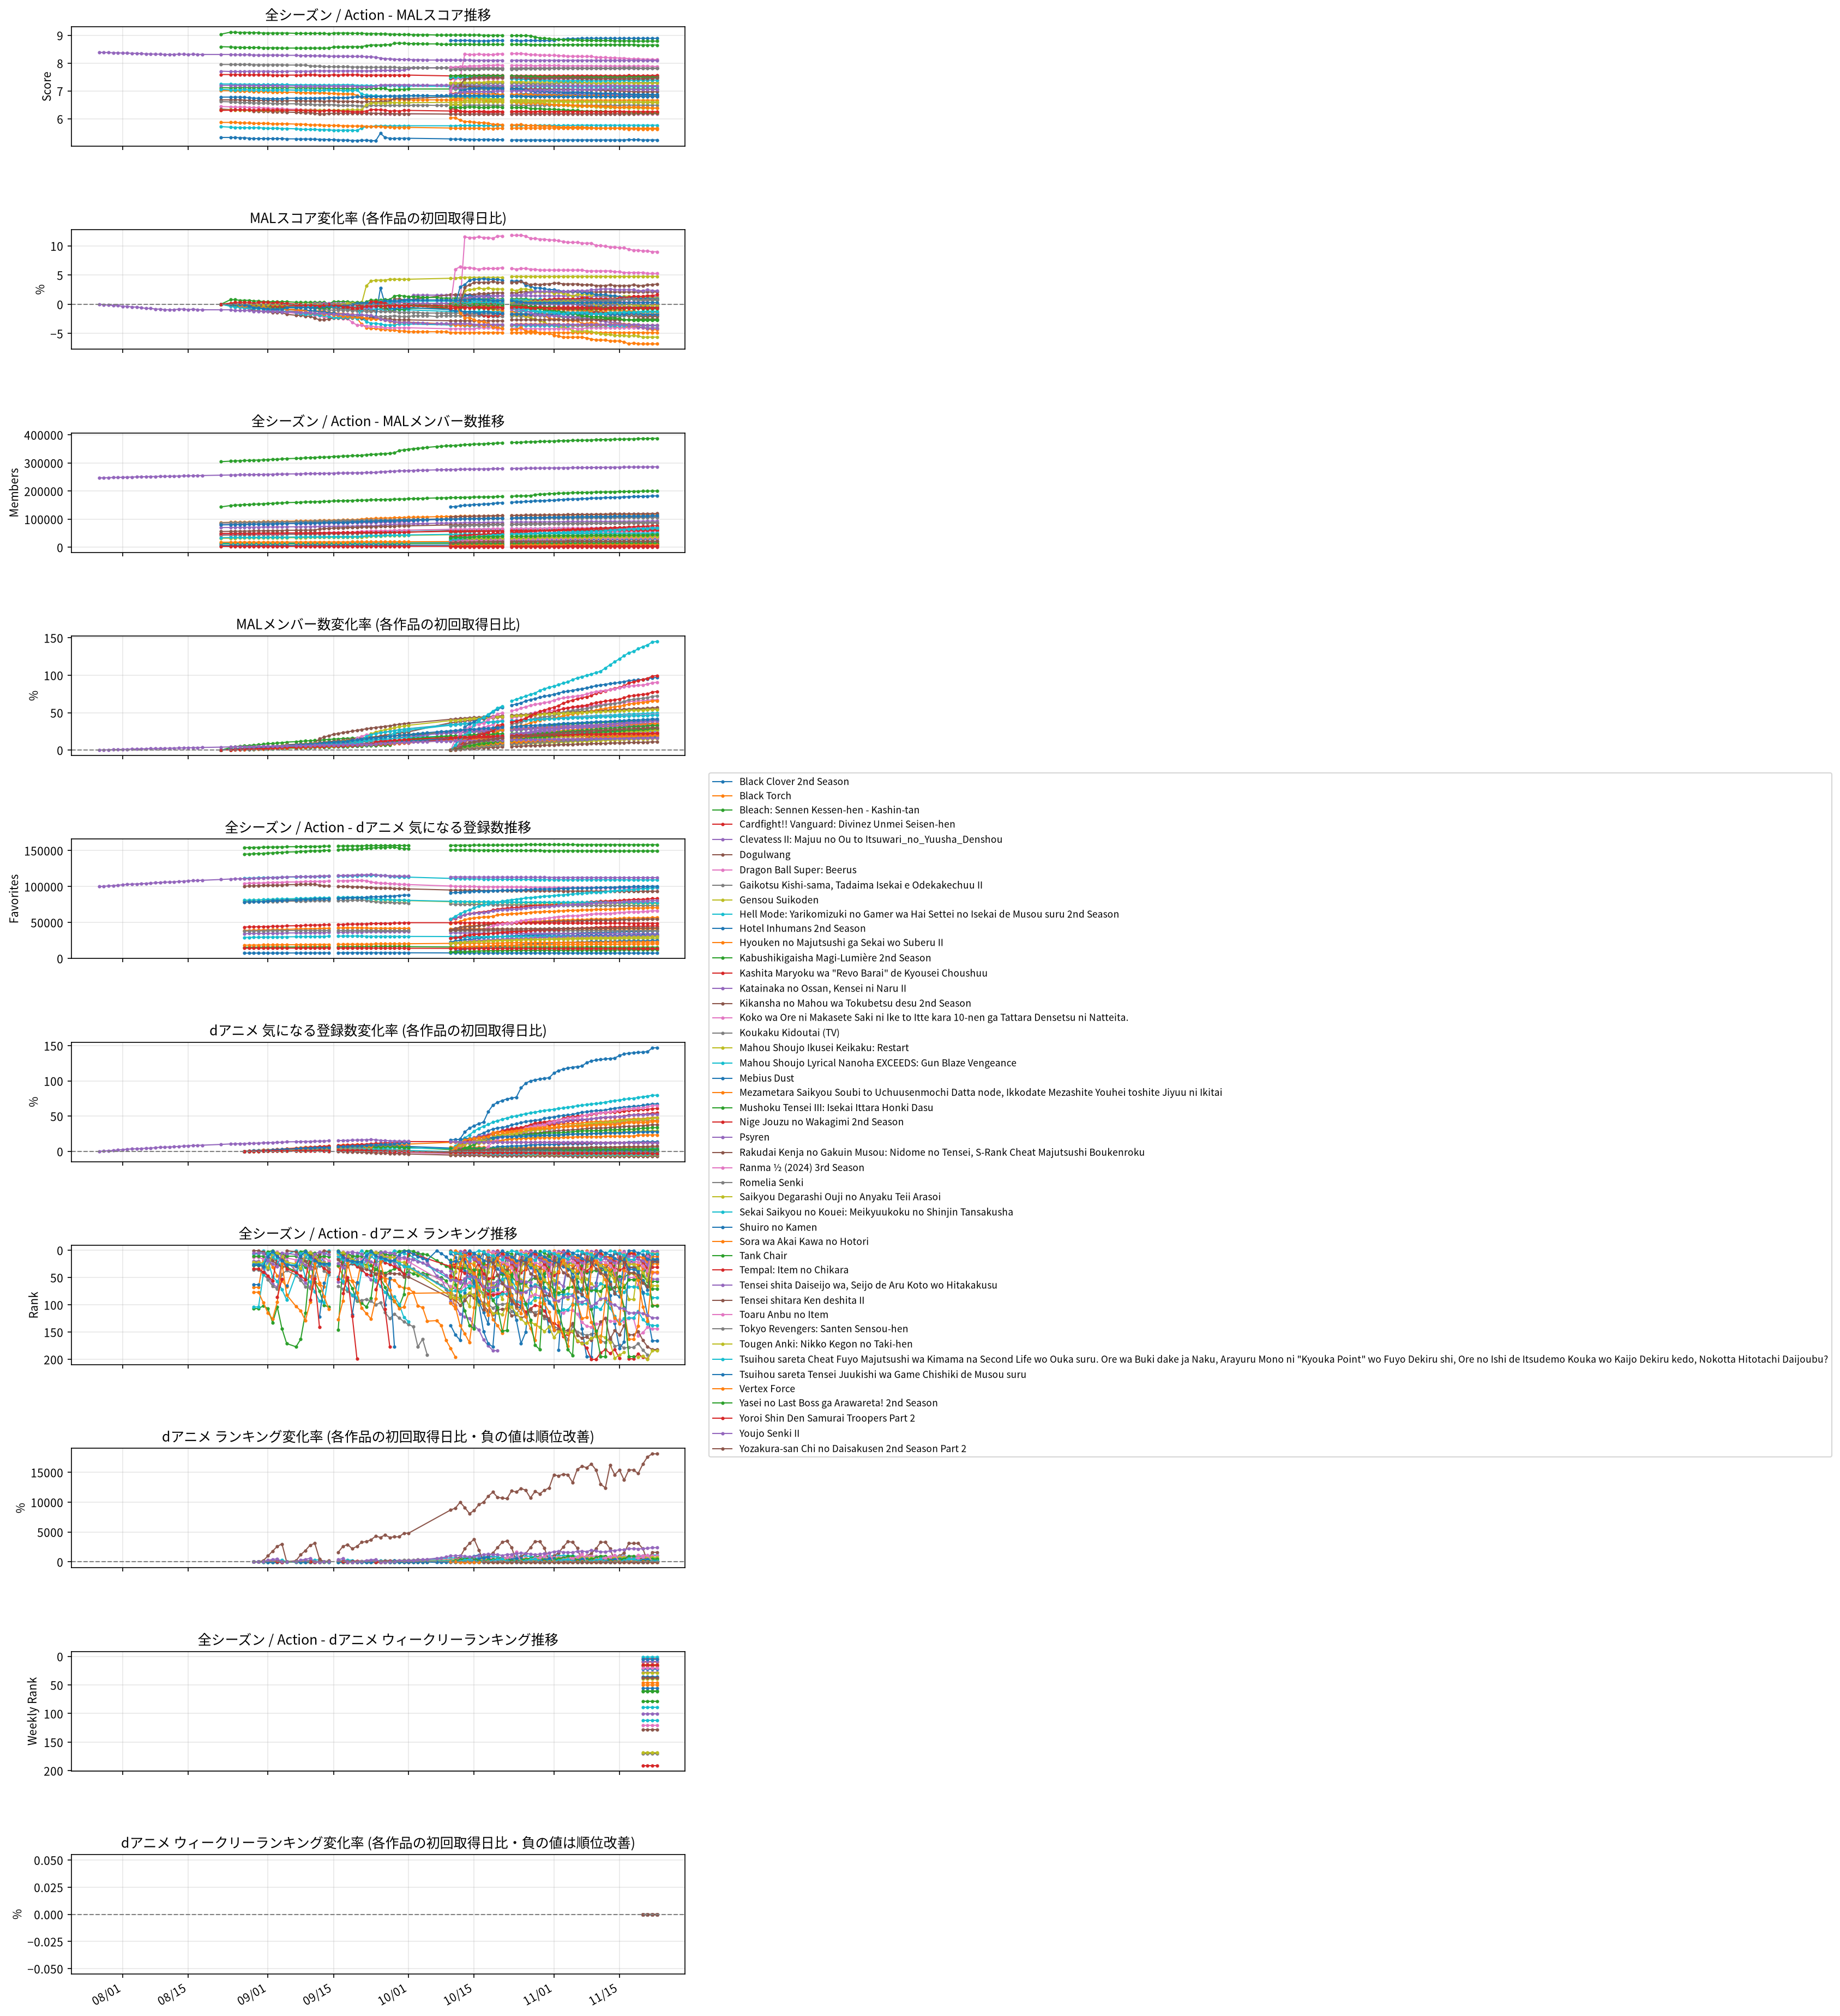 全シーズン / Action - MALスコア推移
Score
9
8
7
6
MALスコア変化率 (各作品の初回取得日比)
%
10
5
0
−5
全シーズン / Action - MALメンバー数推移
Members
400000
300000
200000
100000
0
MALメンバー数変化率 (各作品の初回取得日比)
%
150
100
50
0
全シーズン / Action - dアニメ 気になる登録数推移
Favorites
150000
100000
50000
0
dアニメ 気になる登録数変化率 (各作品の初回取得日比)
%
150
100
50
0
全シーズン / Action - dアニメ ランキング推移
Rank
0
50
100
150
200
dアニメ ランキング変化率 (各作品の初回取得日比・負の値は順位改善)
%
15000
10000
5000
0
全シーズン / Action - dアニメ ウィークリーランキング推移
Weekly Rank
0
50
100
150
200
dアニメ ウィークリーランキング変化率 (各作品の初回取得日比・負の値は順位改善)
%
0.050
0.025
0.000
−0.025
−0.050
08/01
08/15
09/01
09/15
10/01
10/15
11/01
11/15
Black Clover 2nd Season
Black Torch
Bleach: Sennen Kessen-hen - Kashin-tan
Cardfight!! Vanguard: Divinez Unmei Seisen-hen
Clevatess II: Majuu no Ou to Itsuwari_no_Yuusha_Denshou
Dogulwang
Dragon Ball Super: Beerus
Gaikotsu Kishi-sama, Tadaima Isekai e Odekakechuu II
Gensou Suikoden
Hell Mode: Yarikomizuki no Gamer wa Hai Settei no Isekai de Musou suru 2nd Season
Hotel Inhumans 2nd Season
Hyouken no Majutsushi ga Sekai wo Suberu II
Kabushikigaisha Magi-Lumière 2nd Season
Kashita Maryoku wa "Revo Barai" de Kyousei Choushuu
Katainaka no Ossan, Kensei ni Naru II
Kikansha no Mahou wa Tokubetsu desu 2nd Season
Koko wa Ore ni Makasete Saki ni Ike to Itte kara 10-nen ga Tattara Densetsu ni Natteita.
Koukaku Kidoutai (TV)
Mahou Shoujo Ikusei Keikaku: Restart
Mahou Shoujo Lyrical Nanoha EXCEEDS: Gun Blaze Vengeance
Mebius Dust
Mezametara Saikyou Soubi to Uchuusenmochi Datta node, Ikkodate Mezashite Youhei toshite Jiyuu ni Ikitai
Mushoku Tensei III: Isekai Ittara Honki Dasu
Nige Jouzu no Wakagimi 2nd Season
Psyren
Rakudai Kenja no Gakuin Musou: Nidome no Tensei, S-Rank Cheat Majutsushi Boukenroku
Ranma ½ (2024) 3rd Season
Romelia Senki
Saikyou Degarashi Ouji no Anyaku Teii Arasoi
Sekai Saikyou no Kouei: Meikyuukoku no Shinjin Tansakusha
Shuiro no Kamen
Sora wa Akai Kawa no Hotori
Tank Chair
Tempal: Item no Chikara
Tensei shita Daiseijo wa, Seijo de Aru Koto wo Hitakakusu
Tensei shitara Ken deshita II
Toaru Anbu no Item
Tokyo Revengers: Santen Sensou-hen
Tougen Anki: Nikko Kegon no Taki-hen
Tsuihou sareta Cheat Fuyo Majutsushi wa Kimama na Second Life wo Ouka suru. Ore wa Buki dake ja Naku, Arayuru Mono ni "Kyouka Point" wo Fuyo Dekiru shi, Ore no Ishi de Itsudemo Kouka wo Kaijo Dekiru kedo, Nokotta Hitotachi Daijoubu?
Tsuihou sareta Tensei Juukishi wa Game Chishiki de Musou suru
Vertex Force
Yasei no Last Boss ga Arawareta! 2nd Season
Yoroi Shin Den Samurai Troopers Part 2
Youjo Senki II
Yozakura-san Chi no Daisakusen 2nd Season Part 2